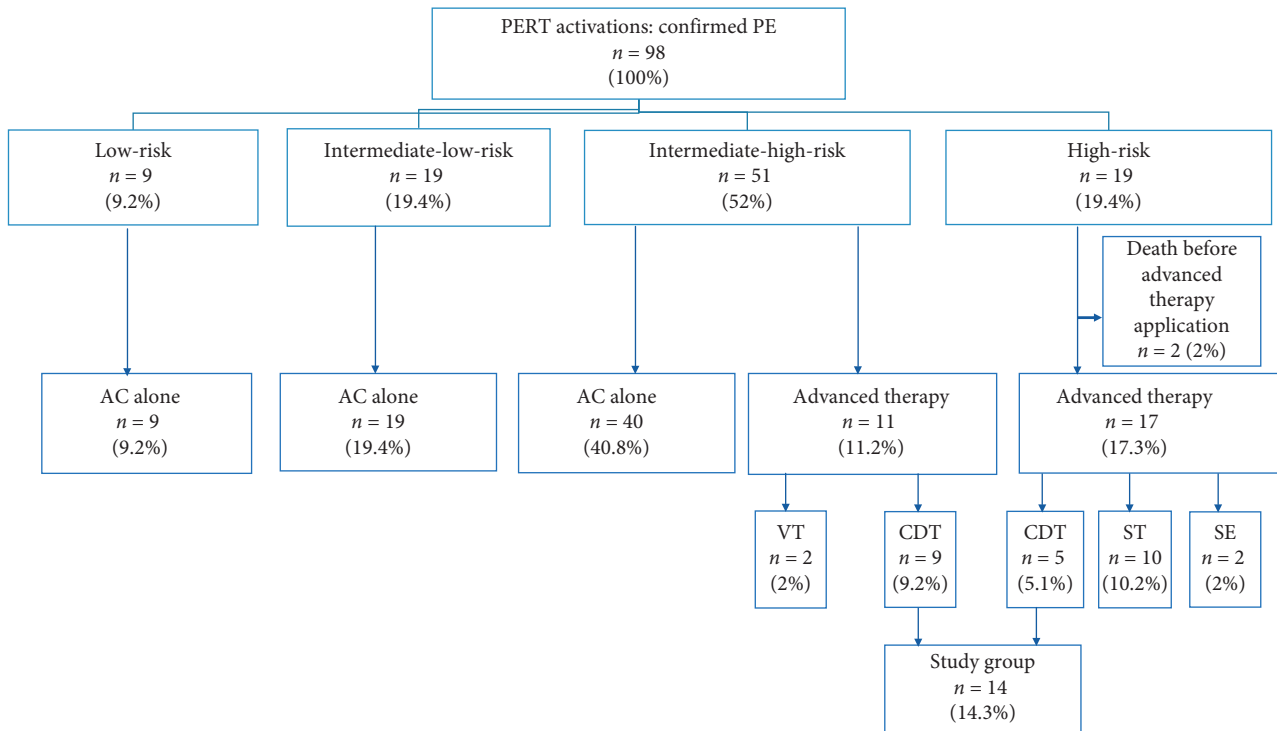 PERT activations: confirmed PE
n = 98
(100%)
Low-risk
n = 9
(9.2%)
Intermediate-low-risk
n = 19
(19.4%)
Intermediate-high-risk
n = 51
(52%)
High-risk
n = 19
(19.4%)
Death before
advanced
therapy
application
n = 2 (2%)
AC alone
n = 9
(9.2%)
AC alone
n = 19
(19.4%)
AC alone
n = 40
(40.8%)
Advanced therapy
n = 11
(11.2%)
Advanced therapy
n = 17
(17.3%)
VT
n = 2
(2%)
CDT
n = 9
(9.2%)
CDT
n = 5
(5.1%)
ST
n = 10
(10.2%)
SE
n = 2
(2%)
Study group
n = 14
(14.3%)